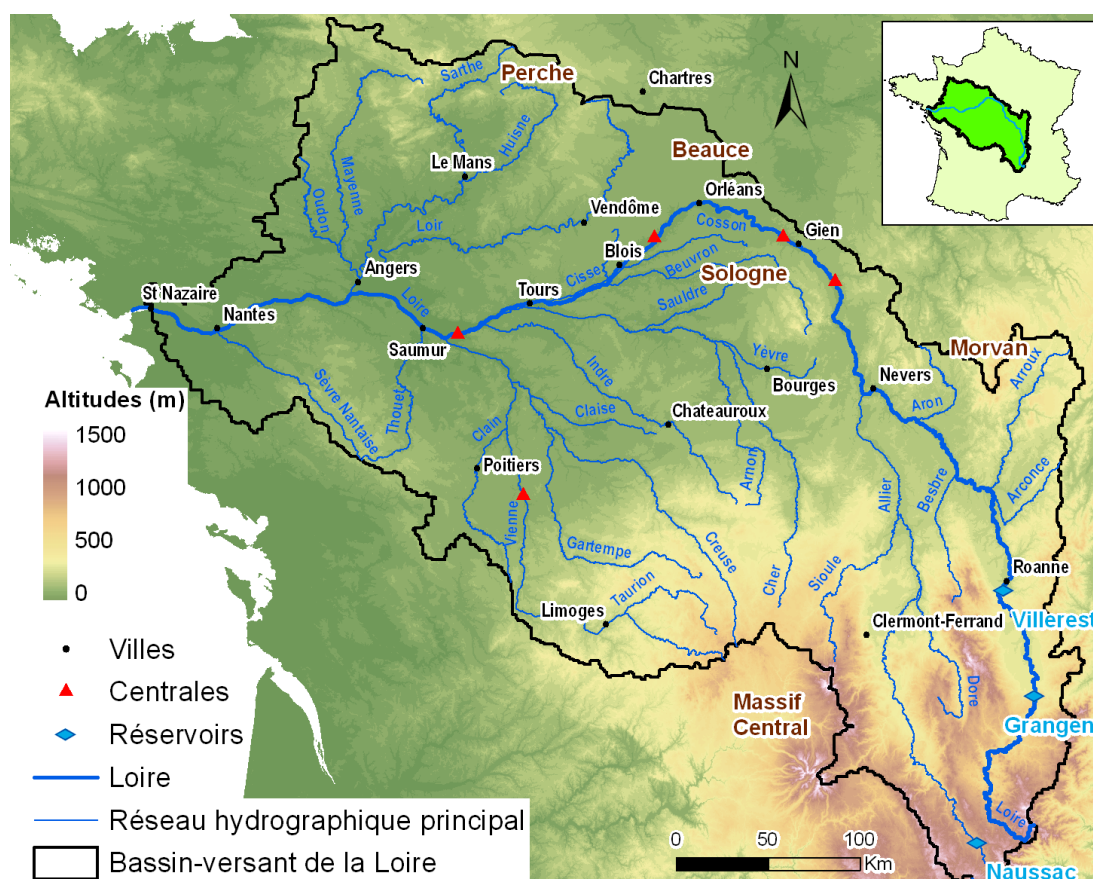 Perche
Chartres
N
Sarthe
Huisne
Beauce
Le Mans
Mayenne
Oudon
Orléans
Vendôme
Loir
Cosson
Gien
Blois
Beuvron
Angers
Cisse
Sologne
St Nazaire
Tours
Loire
Sauldre
Nantes
Saumur
Morvan
Yèvre
Arroux
Indre
Bourges
Nevers
Altitudes (m)
Sèvre Nantaise
Thouet
Claise
Chateauroux
Aron
1500
Clain
Poitiers
Arnon
Allier
Besbre
Arconce
1000
Vienne
500
Gartempe
Creuse
Cher
Sioule
Roanne
0
Taurion
Limoges
Villerest
Clermont-Ferrand
Villes
Dore
Centrales
Massif
Central
Grangen
Réservoirs
Loire
Loire
Réseau hydrographique principal
0 50 100
Km
Bassin-versant de la Loire
Naussac